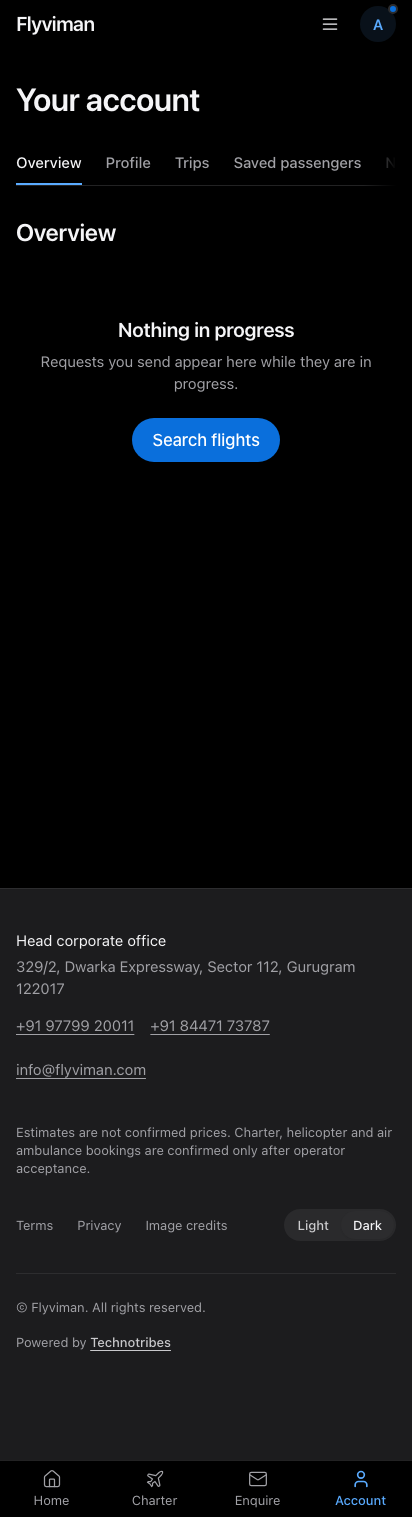 Flyviman
A
Your account
Overview Profile Trips Saved passengers N
Overview
Nothing in progress
Requests you send appear here while they are in
progress.
Search flights
Head corporate office
329/2, Dwarka Expressway, Sector 112, Gurugram
122017
+91 97799 20011 +91 84471 73787
info@flyviman.com
Estimates are not confirmed prices. Charter, helicopter and air
ambulance bookings are confirmed only after operator
acceptance.
Terms Privacy Image credits Light Dark
© Flyviman. All rights reserved.
Powered by Technotribes
Home Charter Enquire Account